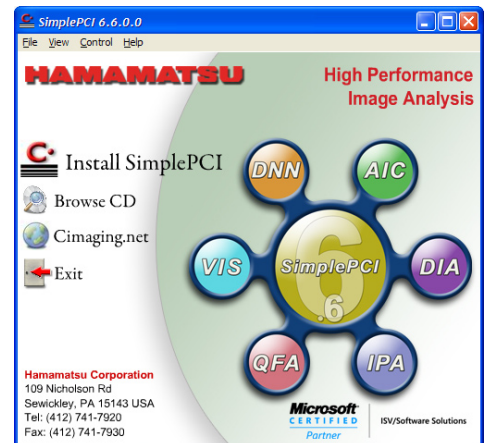 SimplePCI 6.6.0.0
File View Control Help
HAMAMATSU
High Performance
Image Analysis
Install SimplePCI
Browse CD
Cimaging.net
Exit
DNN
AIC
VIS
SimplePCI
6
.6
DIA
QFA
IPA
Hamamatsu Corporation
109 Nicholson Rd
Sewickley, PA 15143 USA
Tel: (412) 741-7920
Fax: (412) 741-7930
Microsoft
CERTIFIED
Partner
ISV/Software Solutions